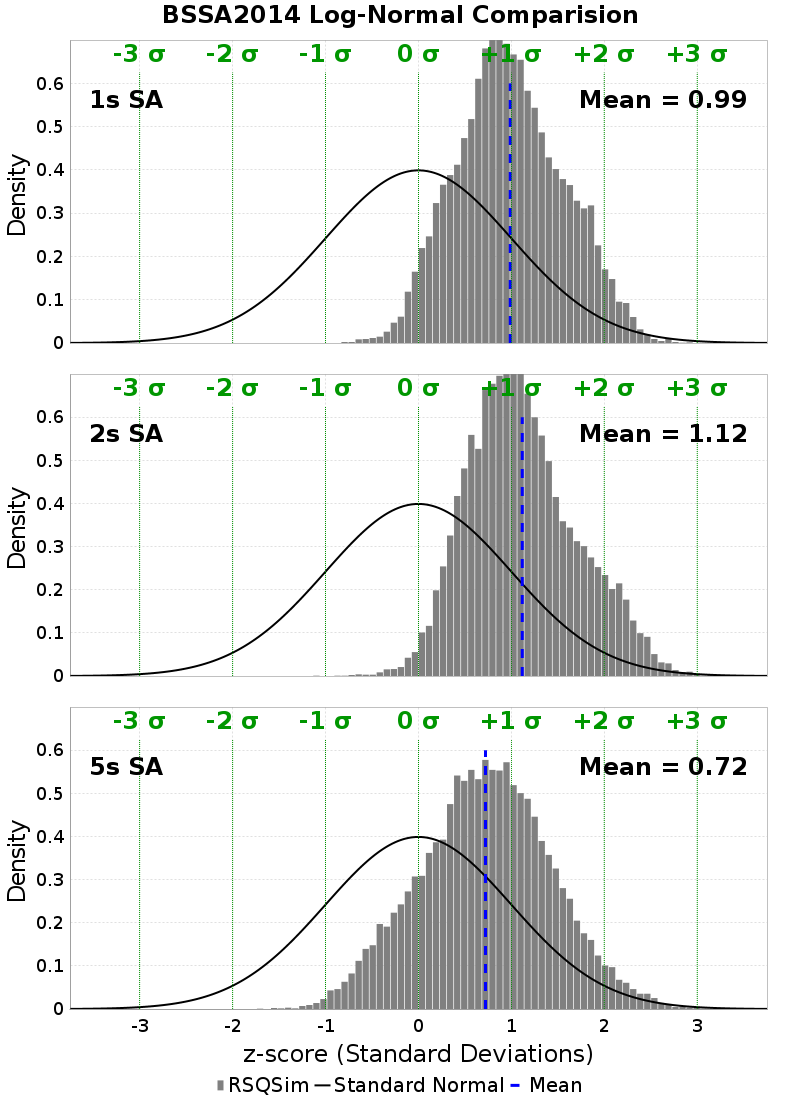 BSSA2014 Log-Normal Comparision
-3 σ -2 σ -1 σ 0 σ +1 σ +2 σ +3 σ
1s SA Mean = 0.99
0.6
0.5
0.4
0.3
0.2
0.1
0
Density
-3 σ -2 σ -1 σ 0 σ +1 σ +2 σ +3 σ
2s SA Mean = 1.12
0.6
0.5
0.4
0.3
0.2
0.1
0
Density
-3 σ -2 σ -1 σ 0 σ +1 σ +2 σ +3 σ
5s SA Mean = 0.72
0.6
0.5
0.4
0.3
0.2
0.1
0
Density
-3 -2 -1 0 1 2 3
z-score (Standard Deviations)
RSQSim Standard Normal Mean